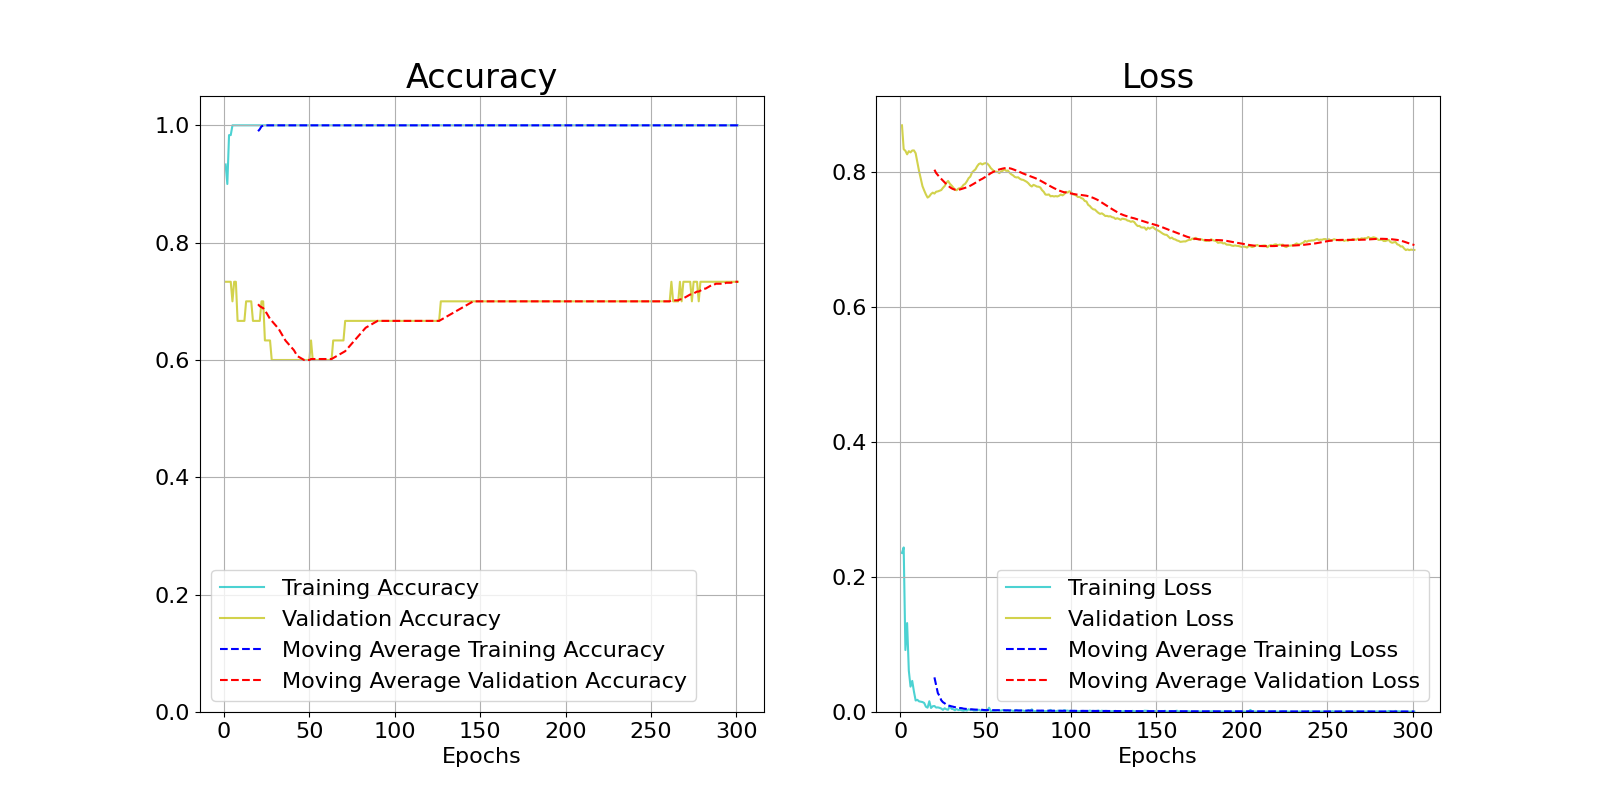 Accuracy
1.0
0.8
0.6
0.4
0.2
0.0
Training Accuracy
Validation Accuracy
Moving Average Training Accuracy
Moving Average Validation Accuracy
0 50 100 150 200 250 300
Epochs
Loss
0.8
0.6
0.4
0.2
0.0
Training Loss
Validation Loss
Moving Average Training Loss
Moving Average Validation Loss
0 50 100 150 200 250 300
Epochs